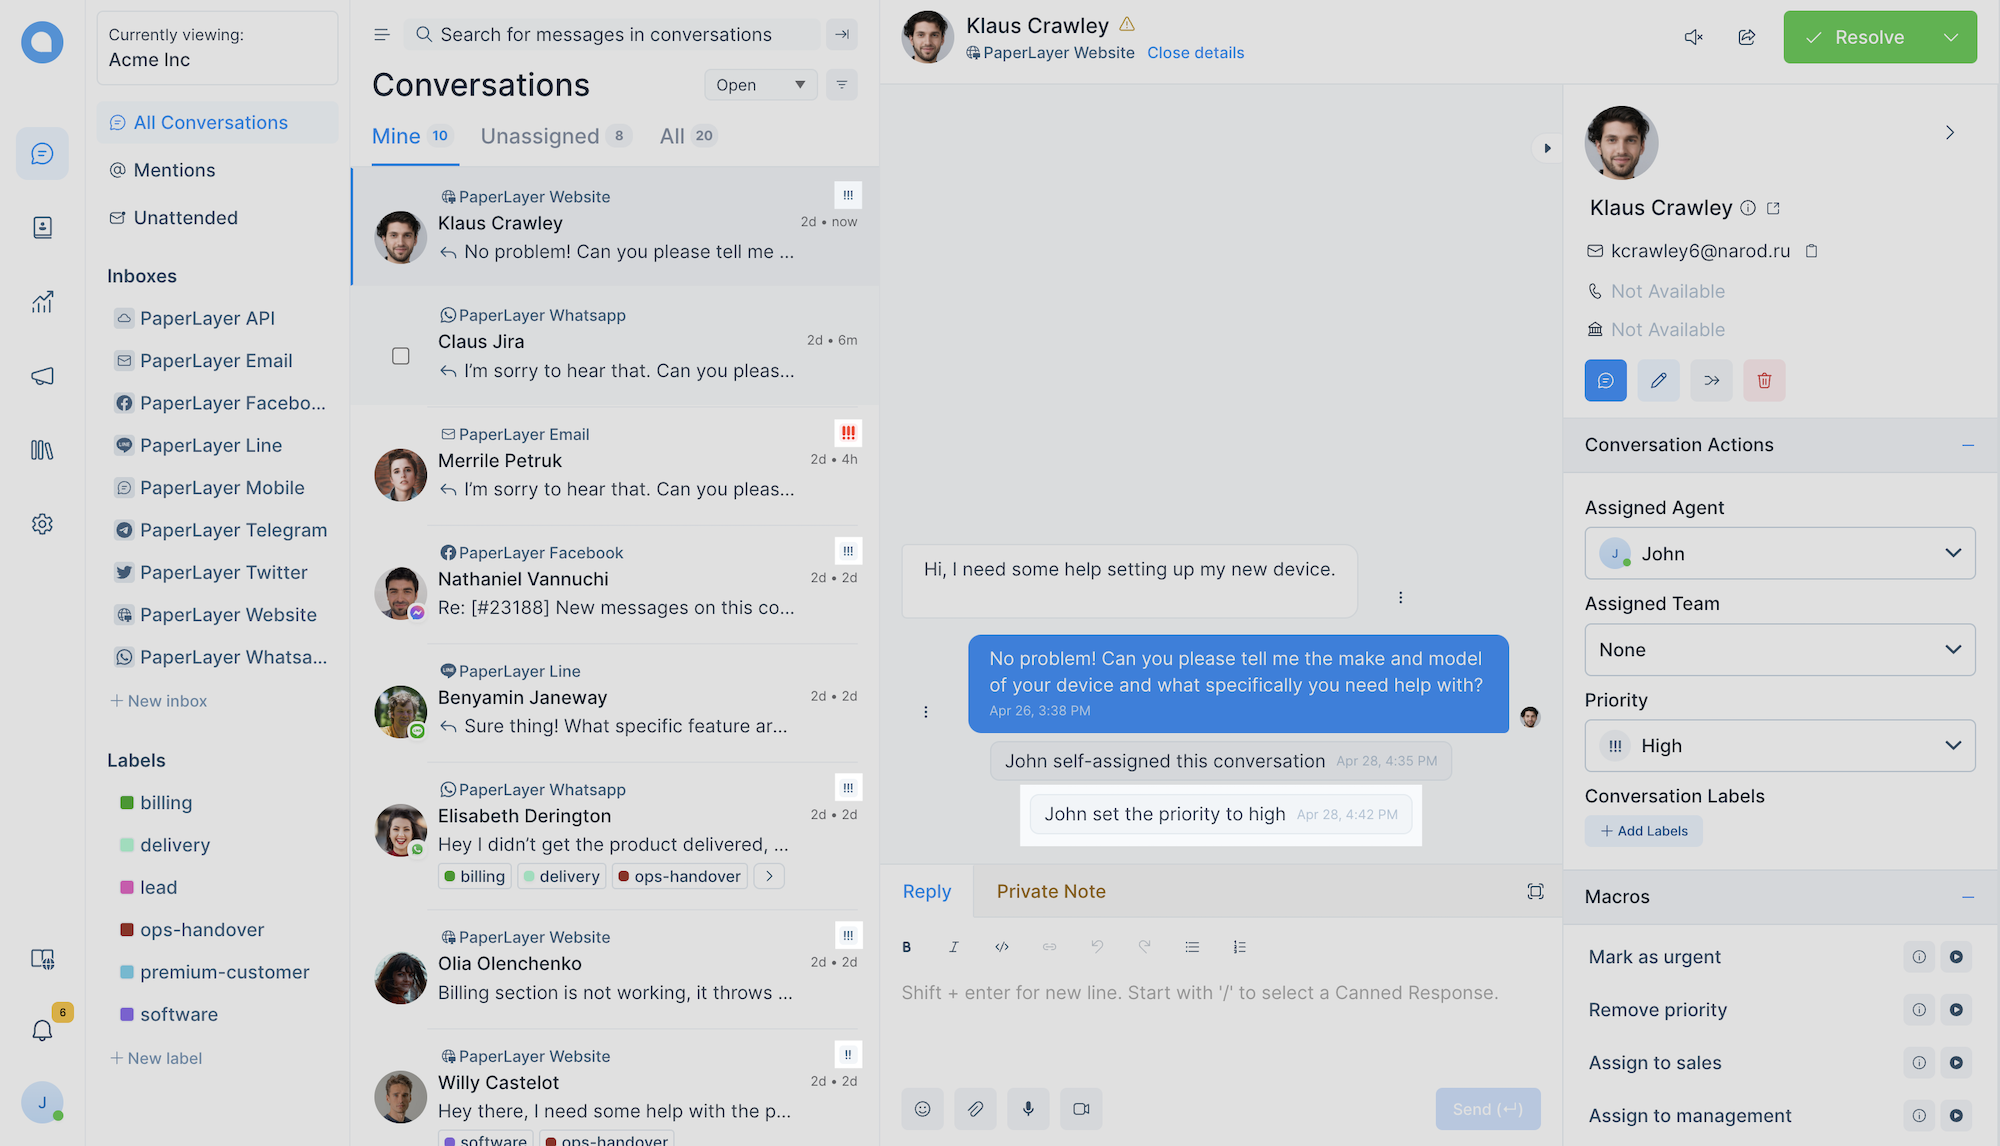 Currently viewing:
Acme Inc
All Conversations
Mentions
Unattended
Inboxes
PaperLayer API
PaperLayer Email
PaperLayer Facebo...
PaperLayer Line
PaperLayer Mobile
PaperLayer Telegram
PaperLayer Twitter
PaperLayer Website
PaperLayer Whatsa...
+ New inbox
Labels
billing
delivery
lead
ops-handover
premium-customer
software
+ New label
6
J
Search for messages in conversations
Conversations
Open
Mine 10 Unassigned 8 All 20
PaperLayer Website !!!
Klaus Crawley 2d • now
No problem! Can you please tell me ...
PaperLayer Whatsapp
Claus Jira 2d • 6m
I'm sorry to hear that. Can you pleas...
PaperLayer Email !!!
Merrile Petruk 2d • 4h
I'm sorry to hear that. Can you pleas...
PaperLayer Facebook !!!
Nathaniel Vannuchi 2d • 2d
Re: [#23188] New messages on this co...
PaperLayer Line
Benyamin Janeway 2d • 2d
Sure thing! What specific feature ar...
PaperLayer Whatsapp !!!
Elisabeth Derington 2d • 2d
Hey I didn't get the product delivered, ...
billing delivery ops-handover
PaperLayer Website !!!
Olia Olenchenko 2d • 2d
Billing section is not working, it throws ...
PaperLayer Website !!
Willy Castelot 2d • 2d
Hey there, I need some help with the p...
software ops-handover
Klaus Crawley
PaperLayer Website Close details
Resolve
Hi, I need some help setting up my new device.
No problem! Can you please tell me the make and model
of your device and what specifically you need help with?
Apr 26, 3:38 PM
John self-assigned this conversation Apr 28, 4:35 PM
John set the priority to high Apr 28, 4:42 PM
Reply Private Note
B I </>
Shift + enter for new line. Start with '/' to select a Canned Response.
Send (↵)
Klaus Crawley
kcrawley6@narod.ru
Not Available
Not Available
Conversation Actions
Assigned Agent
J John
Assigned Team
None
Priority
!!! High
Conversation Labels
+ Add Labels
Macros
Mark as urgent
Remove priority
Assign to sales
Assign to management